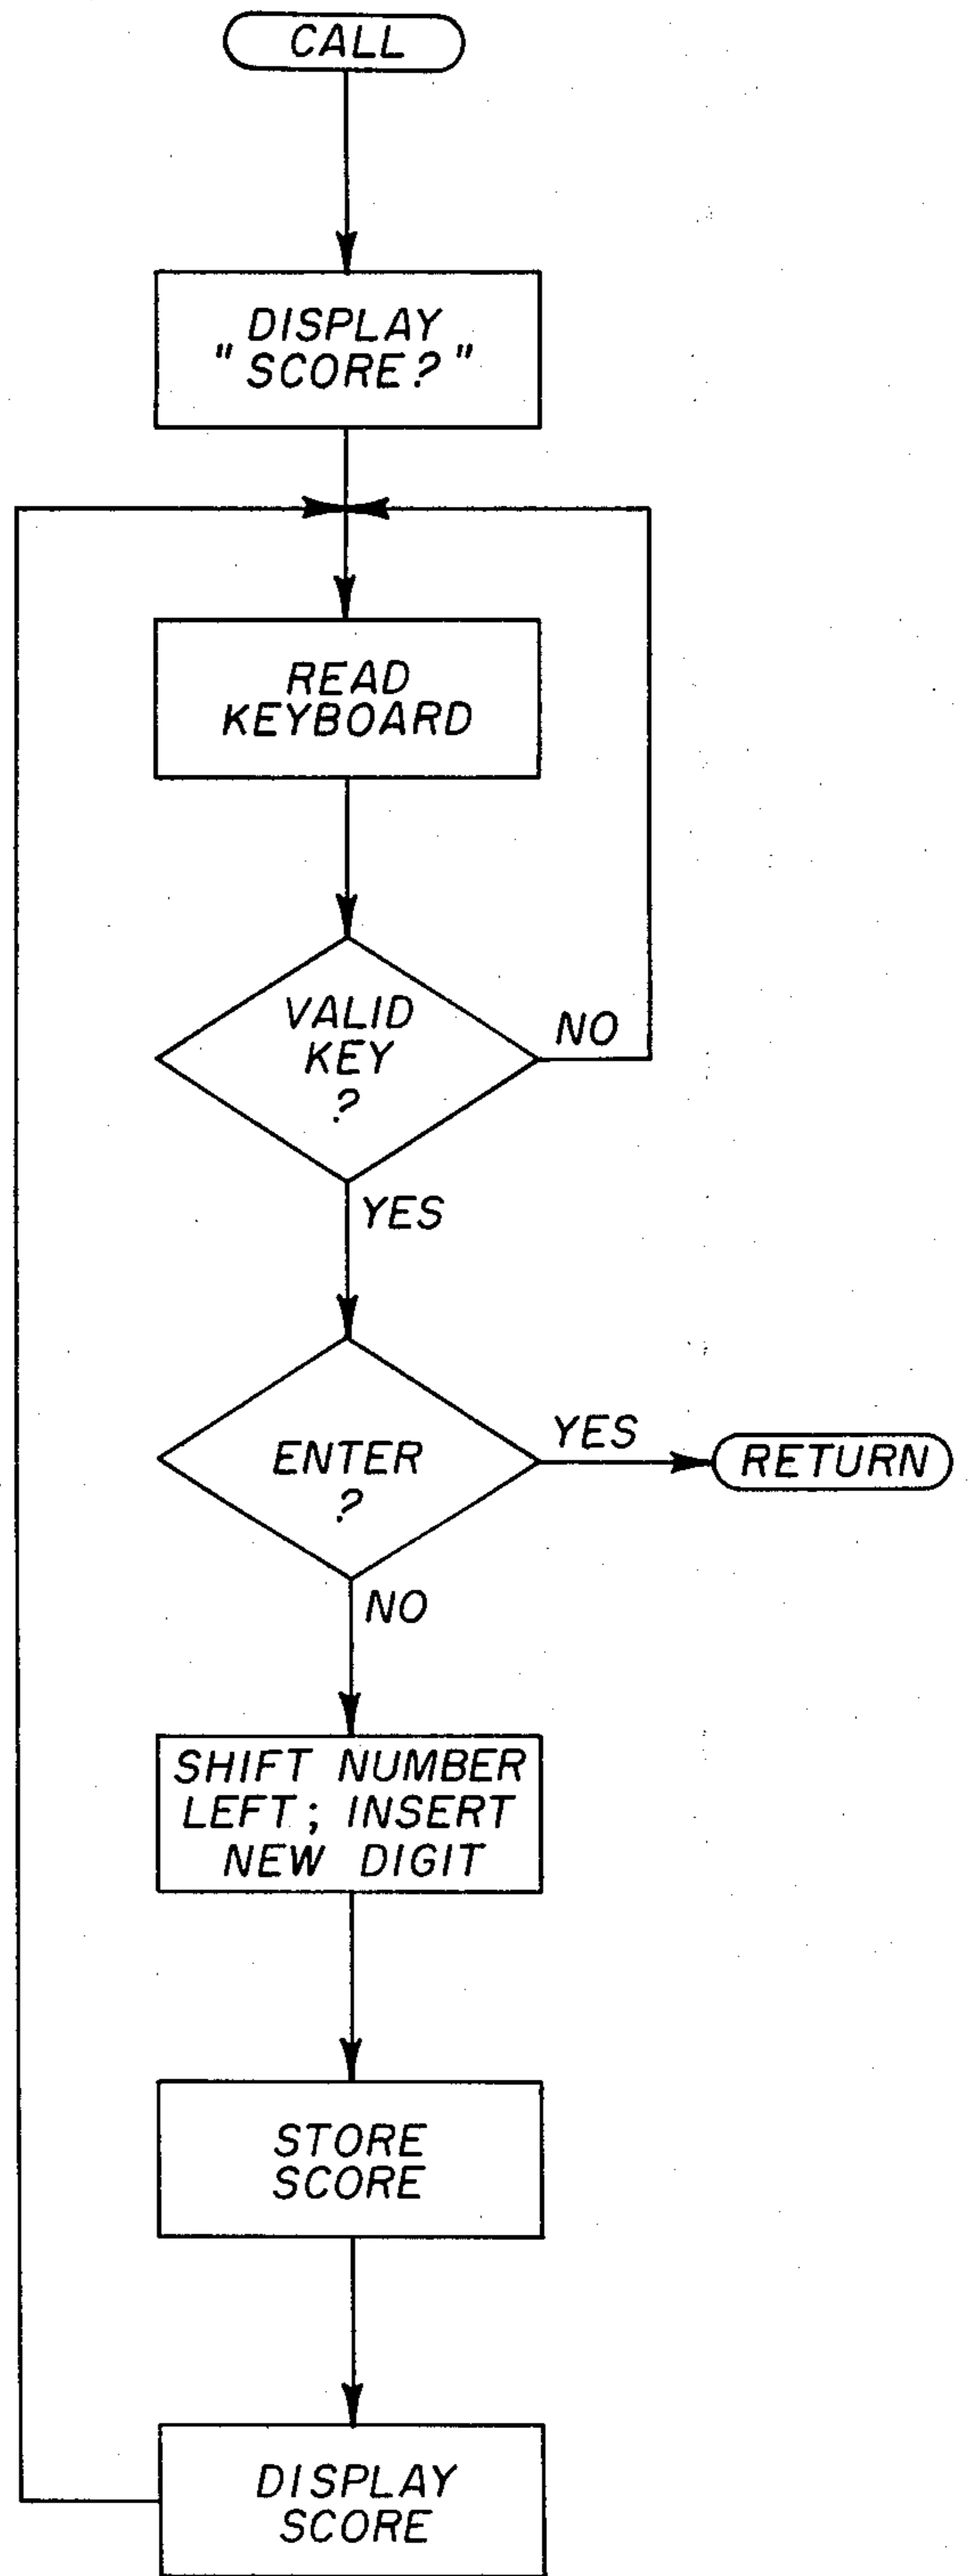 CALL
DISPLAY
" SCORE? "
READ
KEYBOARD
VALID
KEY
?
NO
YES
ENTER
?
YES
RETURN
NO
SHIFT NUMBER
LEFT; INSERT
NEW DIGIT
STORE
SCORE
DISPLAY
SCORE